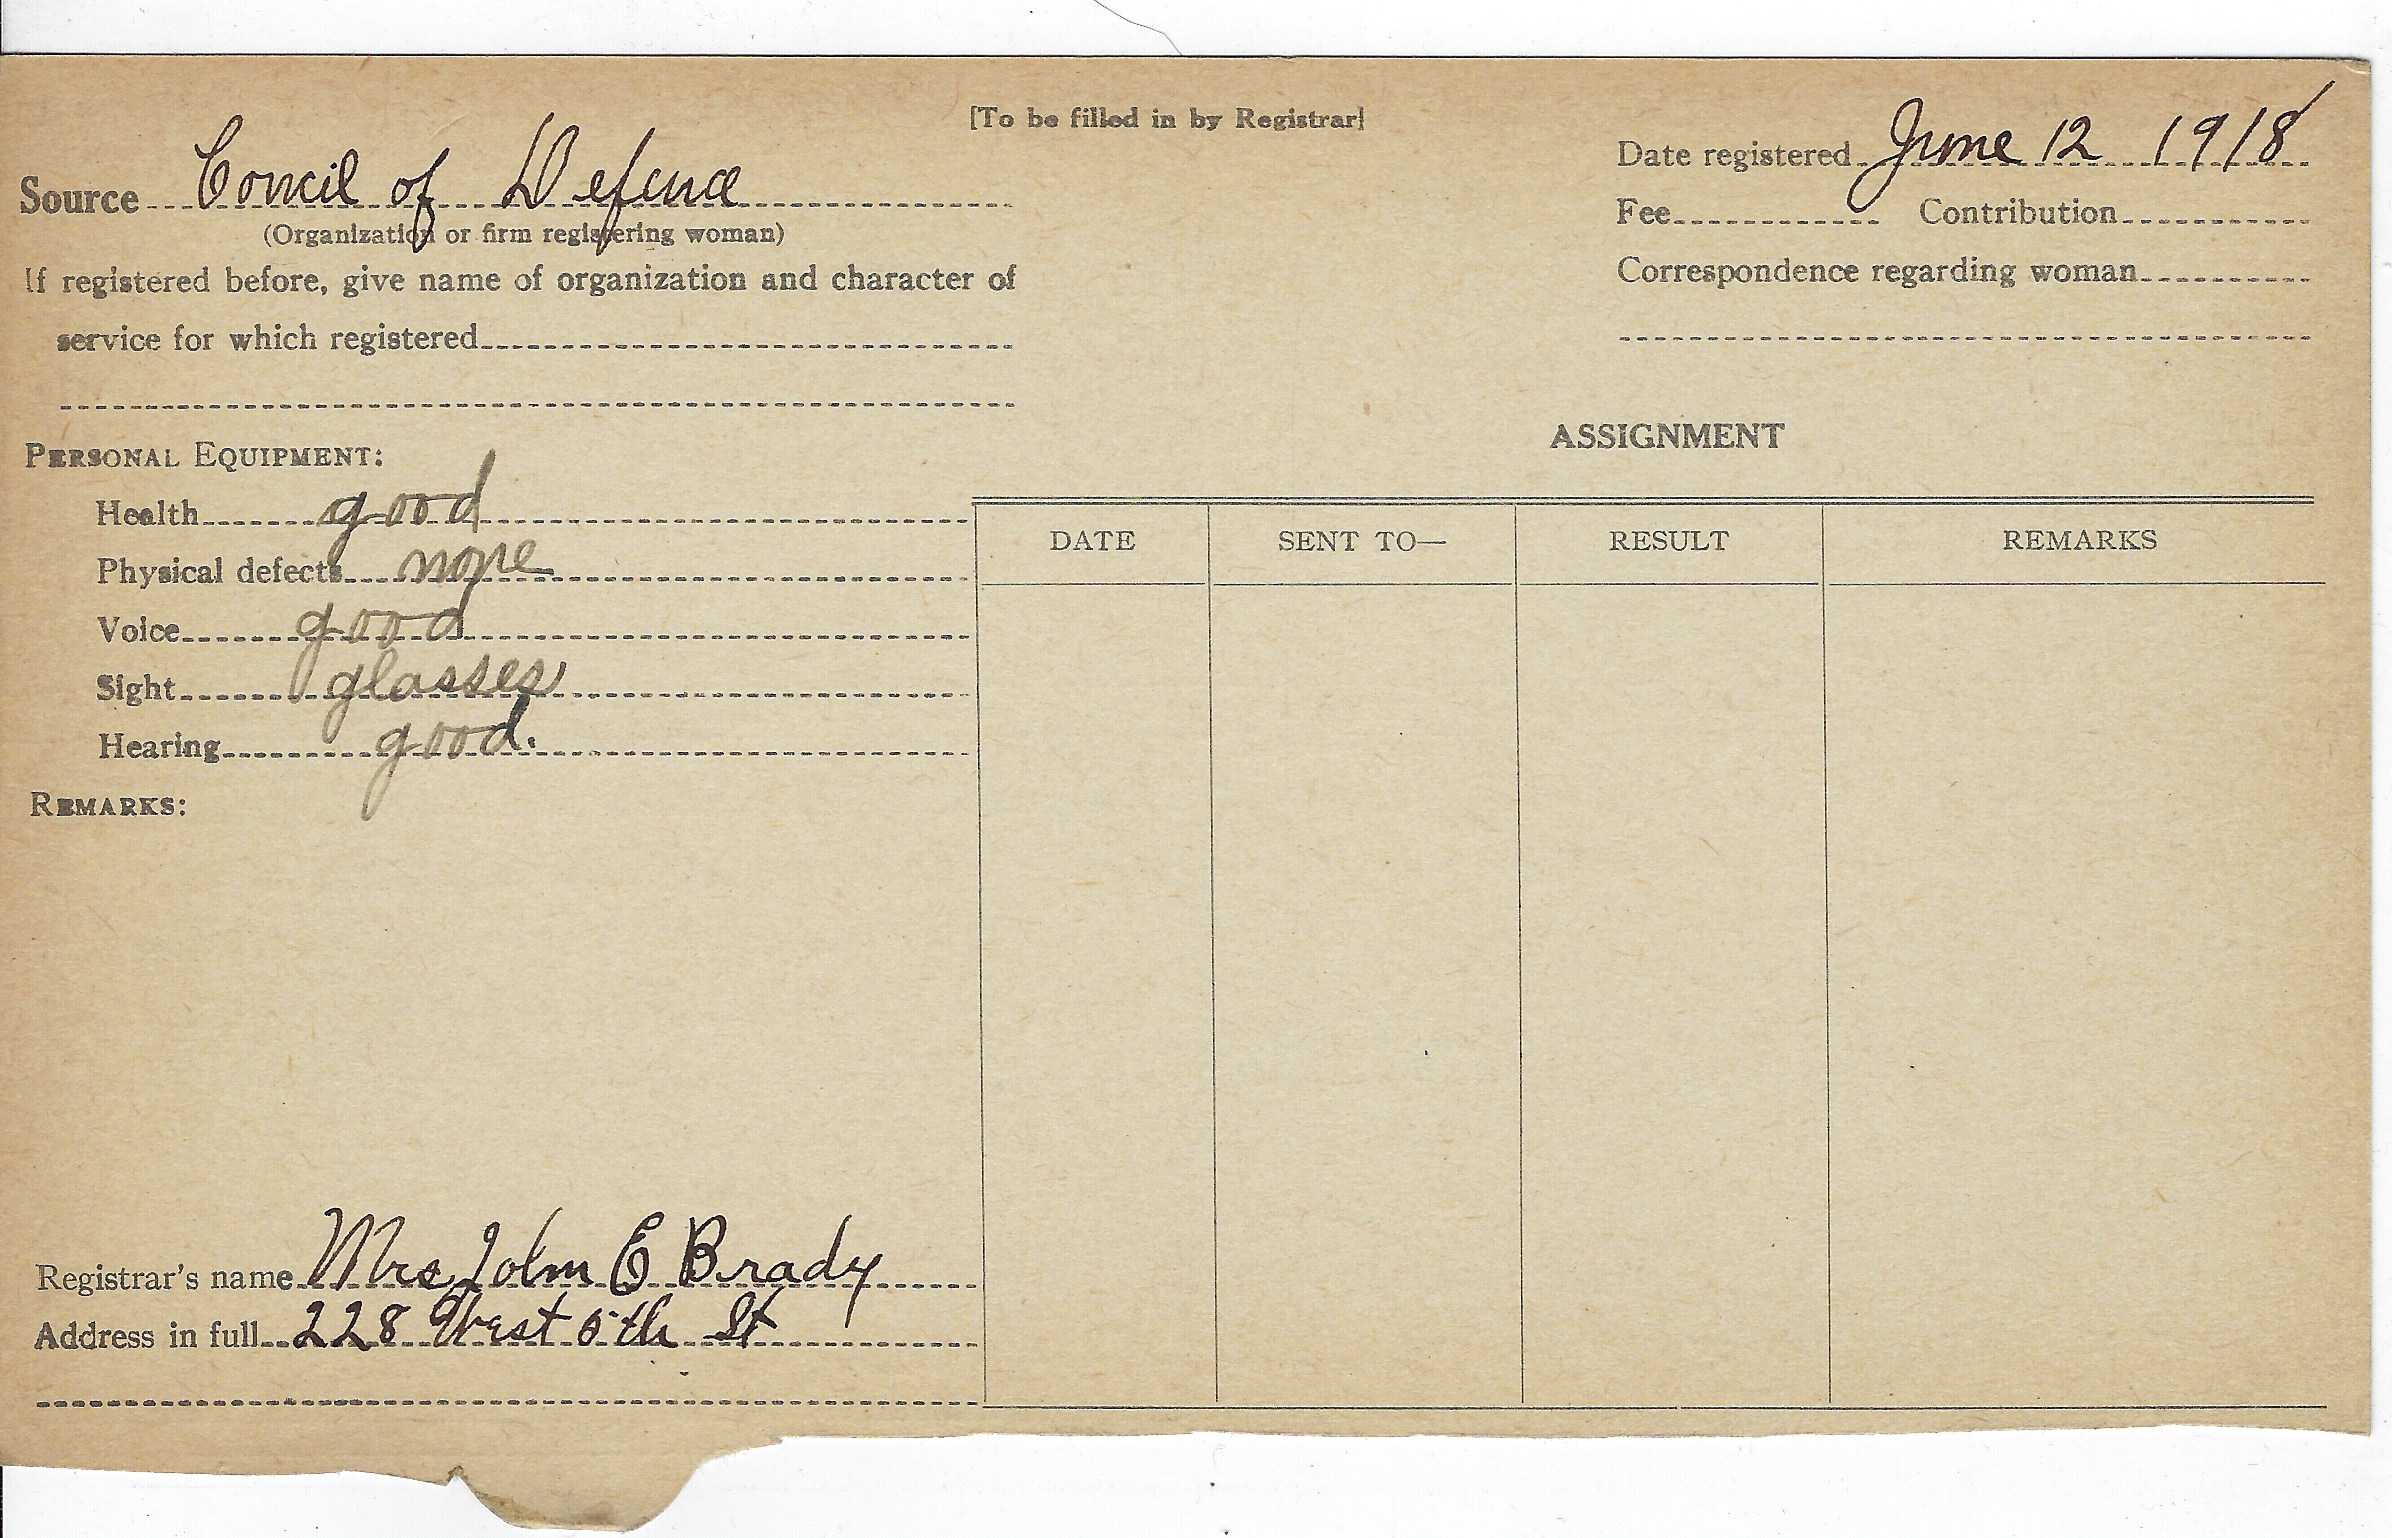 [To be filled in by Registrar]
Source Concil of Defence
(Organization or firm registering woman)
If registered before, give name of organization and character of
service for which registered
Date registered June 12 1918
Fee Contribution
Correspondence regarding woman
PERSONAL EQUIPMENT:
Health good
Physical defects none
Voice good
Sight glasses
Hearing good.
REMARKS:
ASSIGNMENT
DATE SENT TO— RESULT REMARKS
Registrar's name Mrs John E Brady
Address in full 228 West 5th St